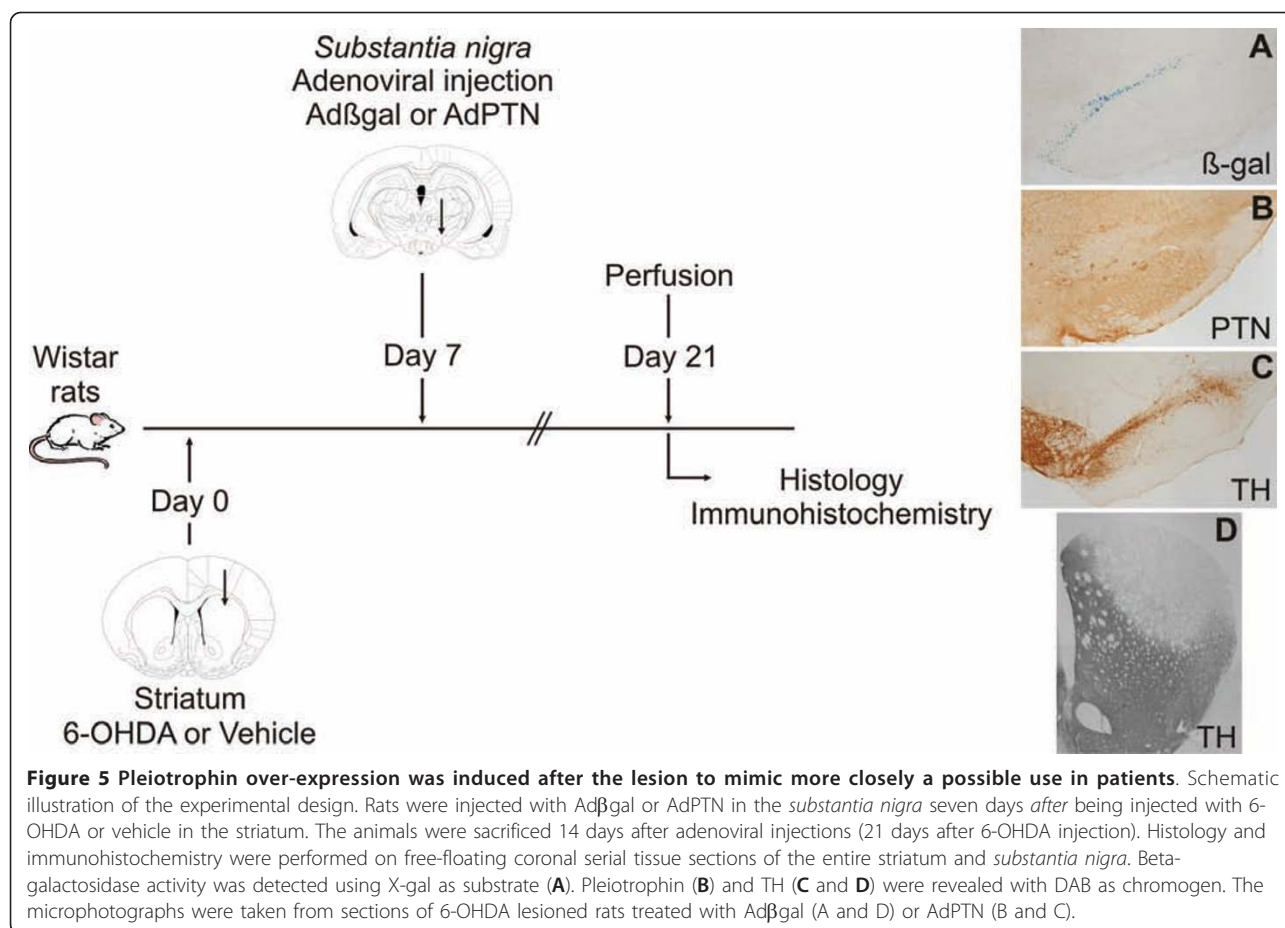 Substantia nigra
Adenoviral injection
Adßgal or AdPTN
Day 7
Perfusion
Day 21
Wistar
rats
Day 0
Striatum
6-OHDA or Vehicle
Histology
Immunohistochemistry
A
ß-gal
B
PTN
C
TH
D
TH
Figure 5 Pleiotrophin over-expression was induced after the lesion to mimic more closely a possible use in patients. Schematic
illustration of the experimental design. Rats were injected with Adβgal or AdPTN in the substantia nigra seven days after being injected with 6-
OHDA or vehicle in the striatum. The animals were sacrificed 14 days after adenoviral injections (21 days after 6-OHDA injection). Histology and
immunohistochemistry were performed on free-floating coronal serial tissue sections of the entire striatum and substantia nigra. Beta-
galactosidase activity was detected using X-gal as substrate (A). Pleiotrophin (B) and TH (C and D) were revealed with DAB as chromogen. The
microphotographs were taken from sections of 6-OHDA lesioned rats treated with Adβgal (A and D) or AdPTN (B and C).